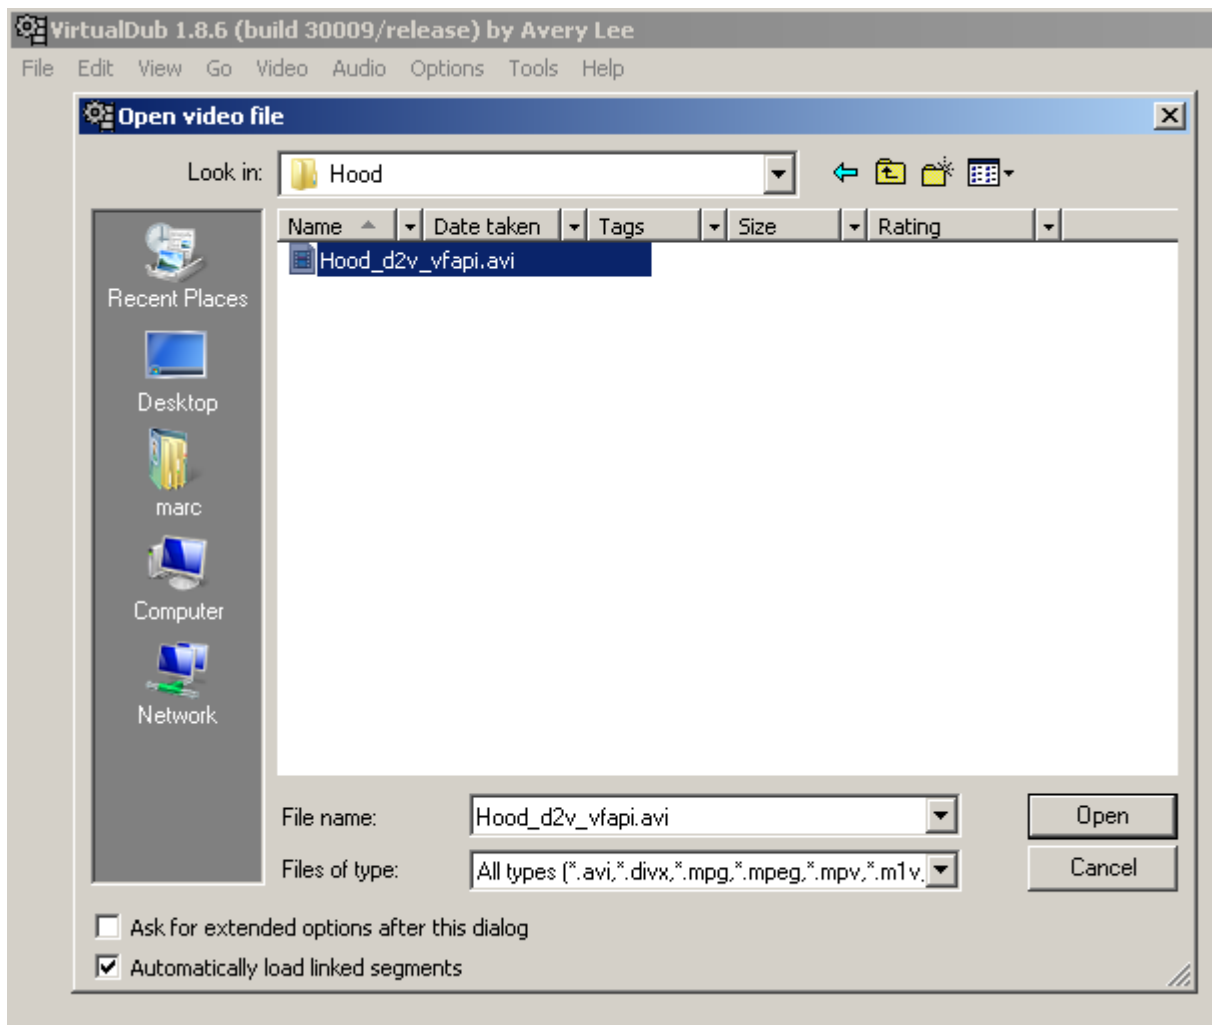 VirtualDub 1.8.6 (build 30009/release) by Avery Lee
File Edit View Go Video Audio Options Tools Help
Open video file
Look in: Hood
Name Date taken Tags Size Rating
Hood_d2v_vfapi.avi
Recent Places
Desktop
marc
Computer
Network
File name: Hood_d2v_vfapi.avi Open
Files of type: All types (*.avi,*.divx,*.mpg,*.mpeg,*.mpv,*.m1v, Cancel
Ask for extended options after this dialog
Automatically load linked segments